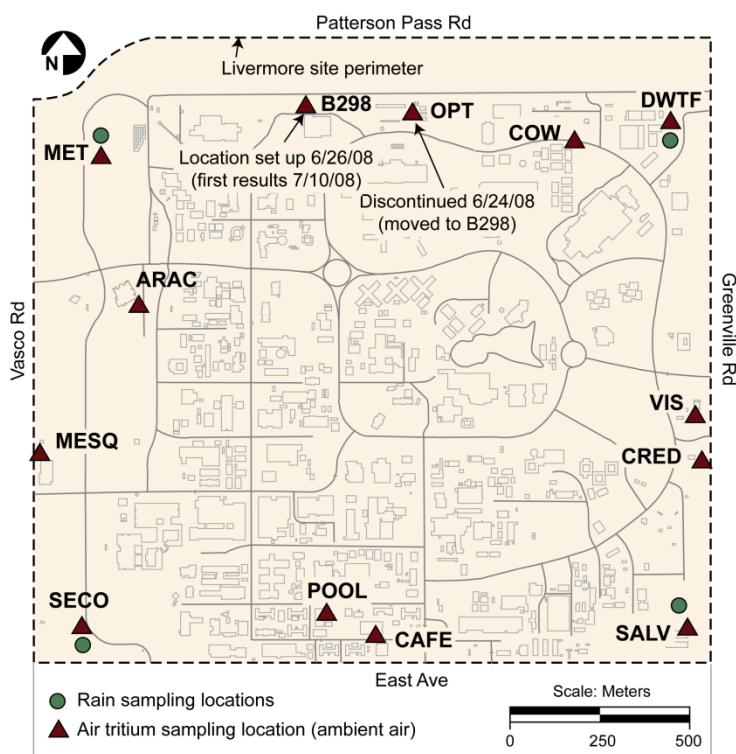 Patterson Pass Rd
N
Livermore site perimeter
B298
OPT
DWTF
COW
MET
Location set up 6/26/08
(first results 7/10/08)
Discontinued 6/24/08
(moved to B298)
ARAC
Vasco Rd
Greenville Rd
VIS
MESQ
CRED
SECO
POOL
CAFE
SALV
East Ave
Rain sampling locations
Air tritium sampling location (ambient air)
Scale: Meters
0 250 500